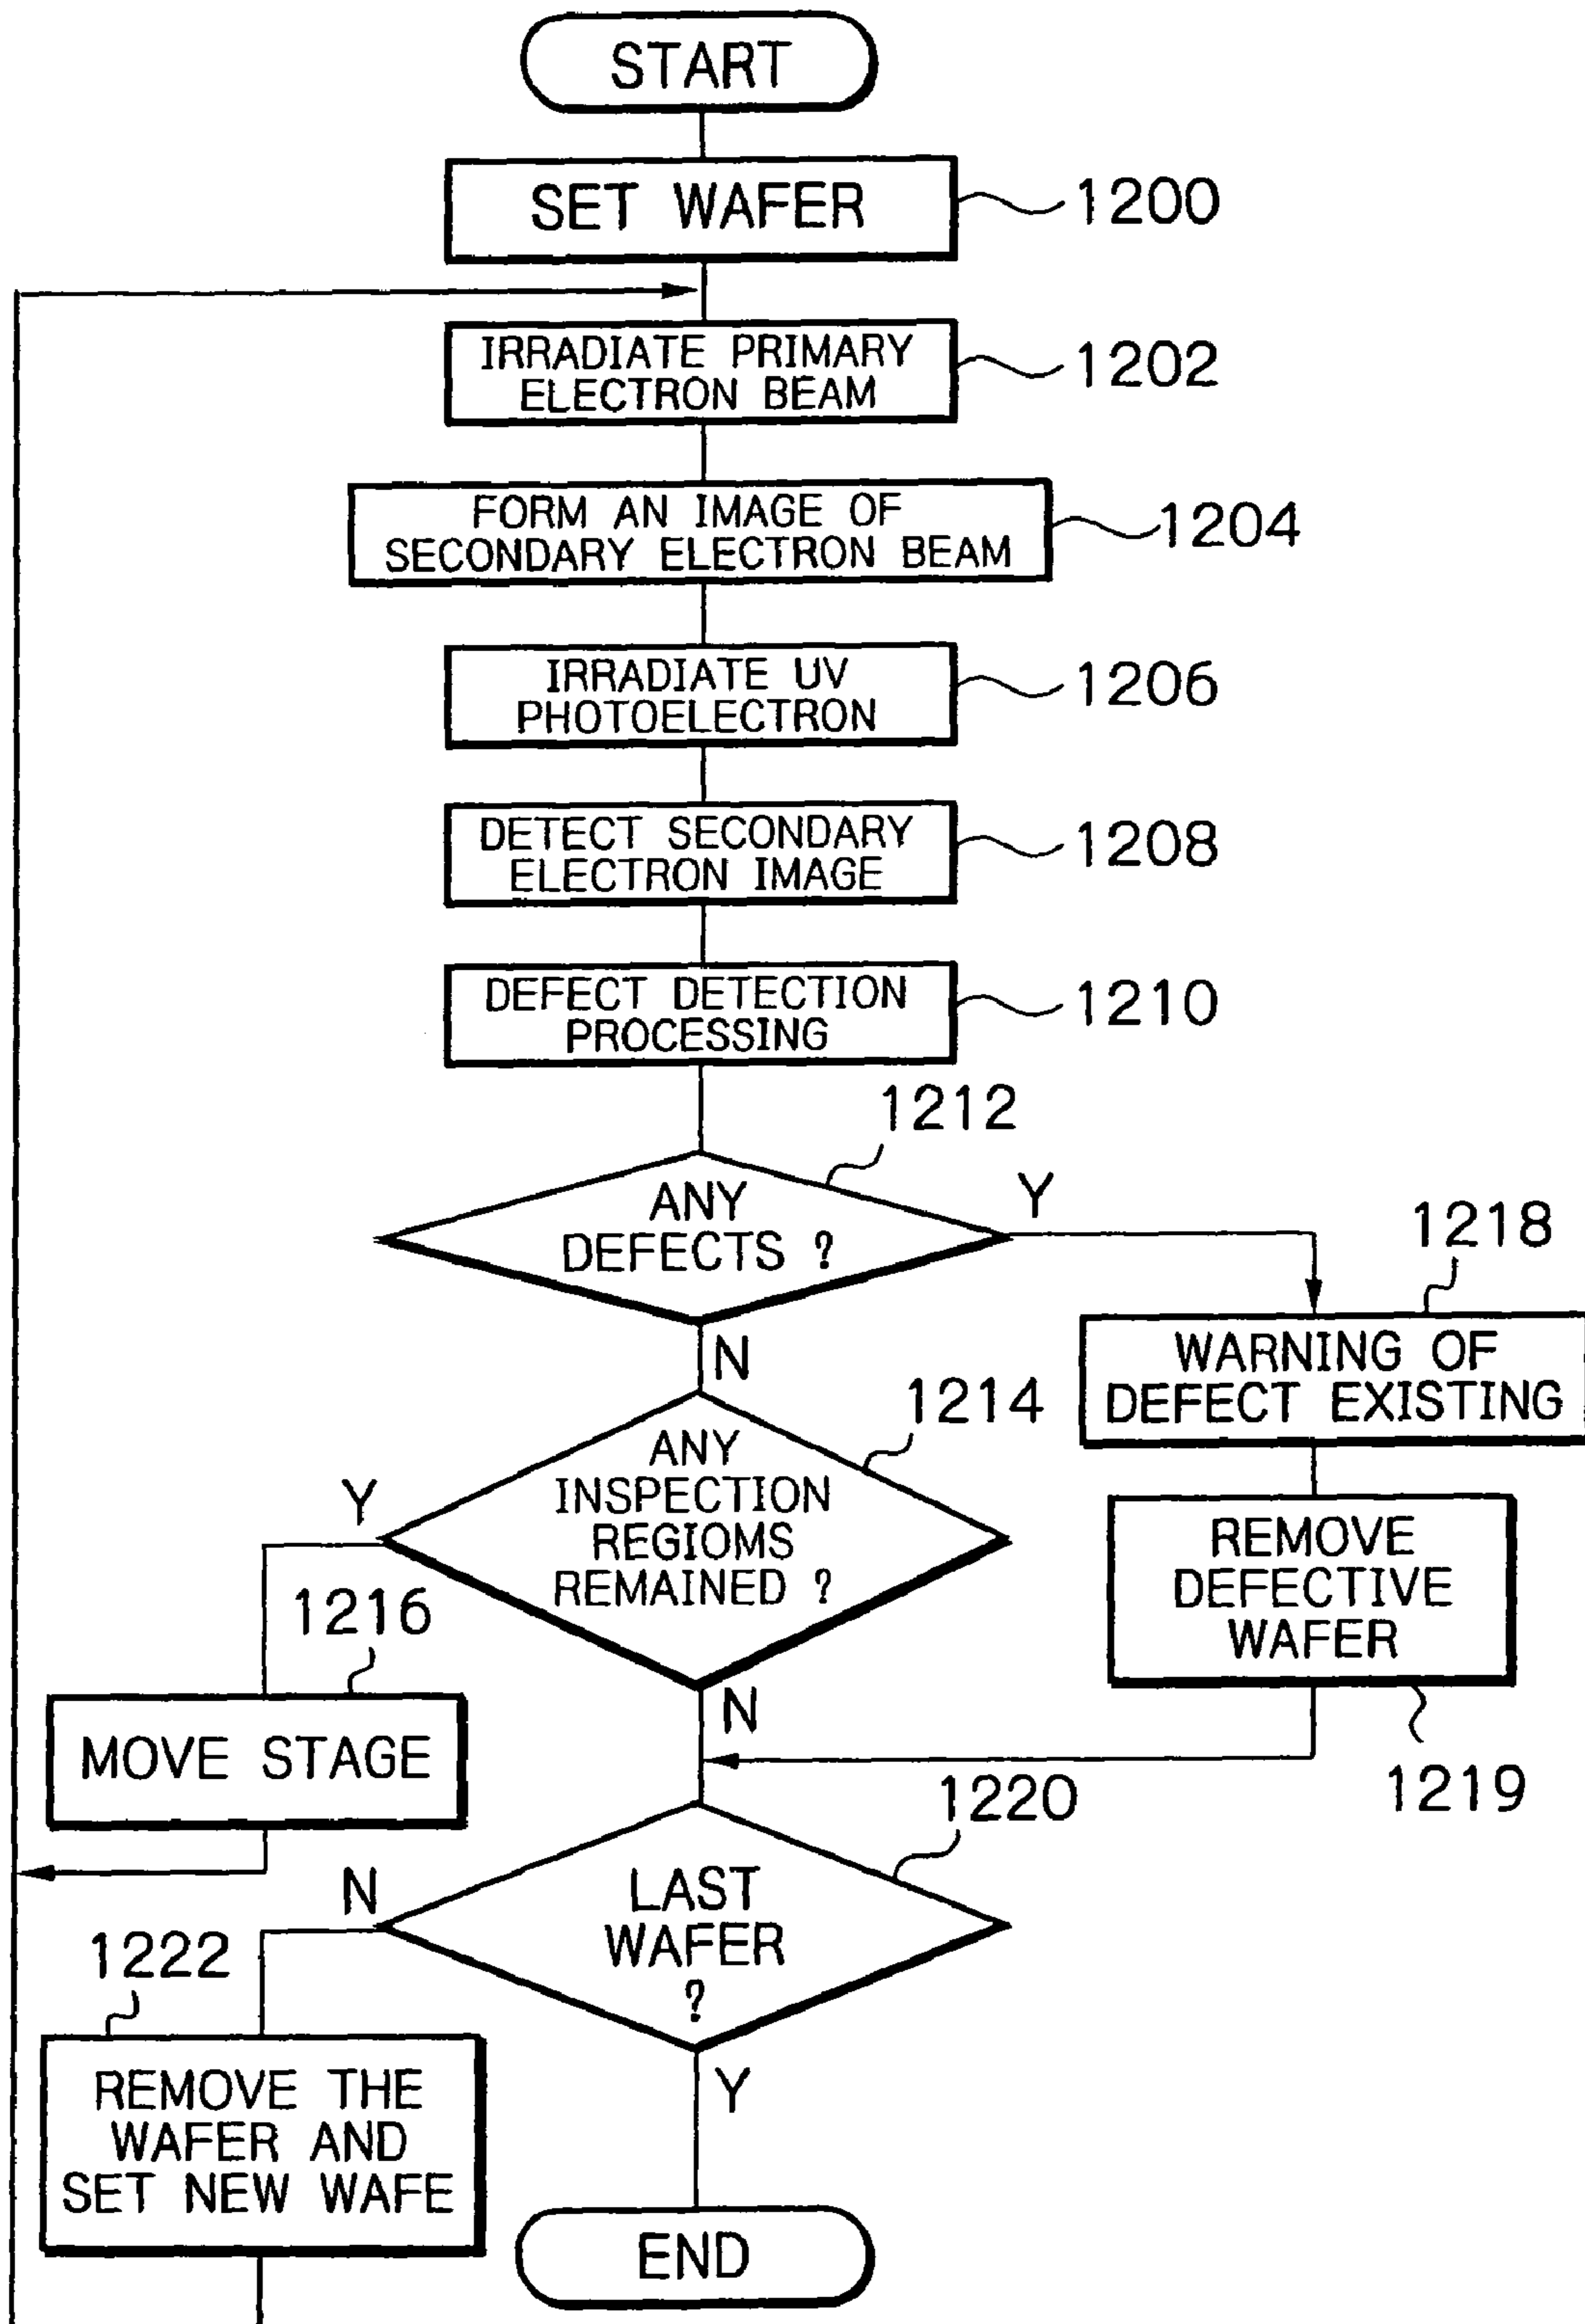 START
SET WAFER
1200
IRRADIATE PRIMARY
ELECTRON BEAM
1202
FORM AN IMAGE OF
SECONDARY ELECTRON BEAM
1204
IRRADIATE UV
PHOTOELECTRON
1206
DETECT SECONDARY
ELECTRON IMAGE
1208
DEFECT DETECTION
PROCESSING
1210
1212
ANY
DEFECTS ?
Y
N
1218
WARNING OF
DEFECT EXISTING
1214
ANY
INSPECTION
REGIOMS
REMAINED ?
Y
N
REMOVE
DEFECTIVE
WAFER
1219
1216
MOVE STAGE
1220
LAST
WAFER
?
N
Y
1222
REMOVE THE
WAFER AND
SET NEW WAFE
END